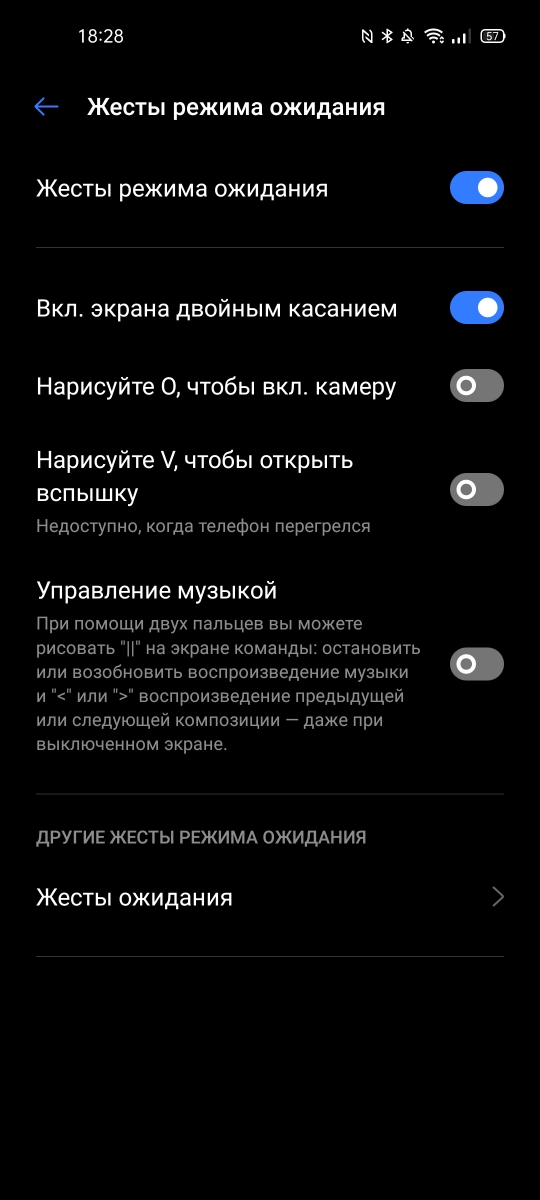 18:28
57
Жесты режима ожидания
Жесты режима ожидания
Вкл. экрана двойным касанием
Нарисуйте О, чтобы вкл. камеру
Нарисуйте V, чтобы открыть
вспышку
Недоступно, когда телефон перегрелся
Управление музыкой
При помощи двух пальцев вы можете
рисовать "||" на экране команды: остановить
или возобновить воспроизведение музыки
и "<" или ">" воспроизведение предыдущей
или следующей композиции — даже при
выключенном экране.
ДРУГИЕ ЖЕСТЫ РЕЖИМА ОЖИДАНИЯ
Жесты ожидания